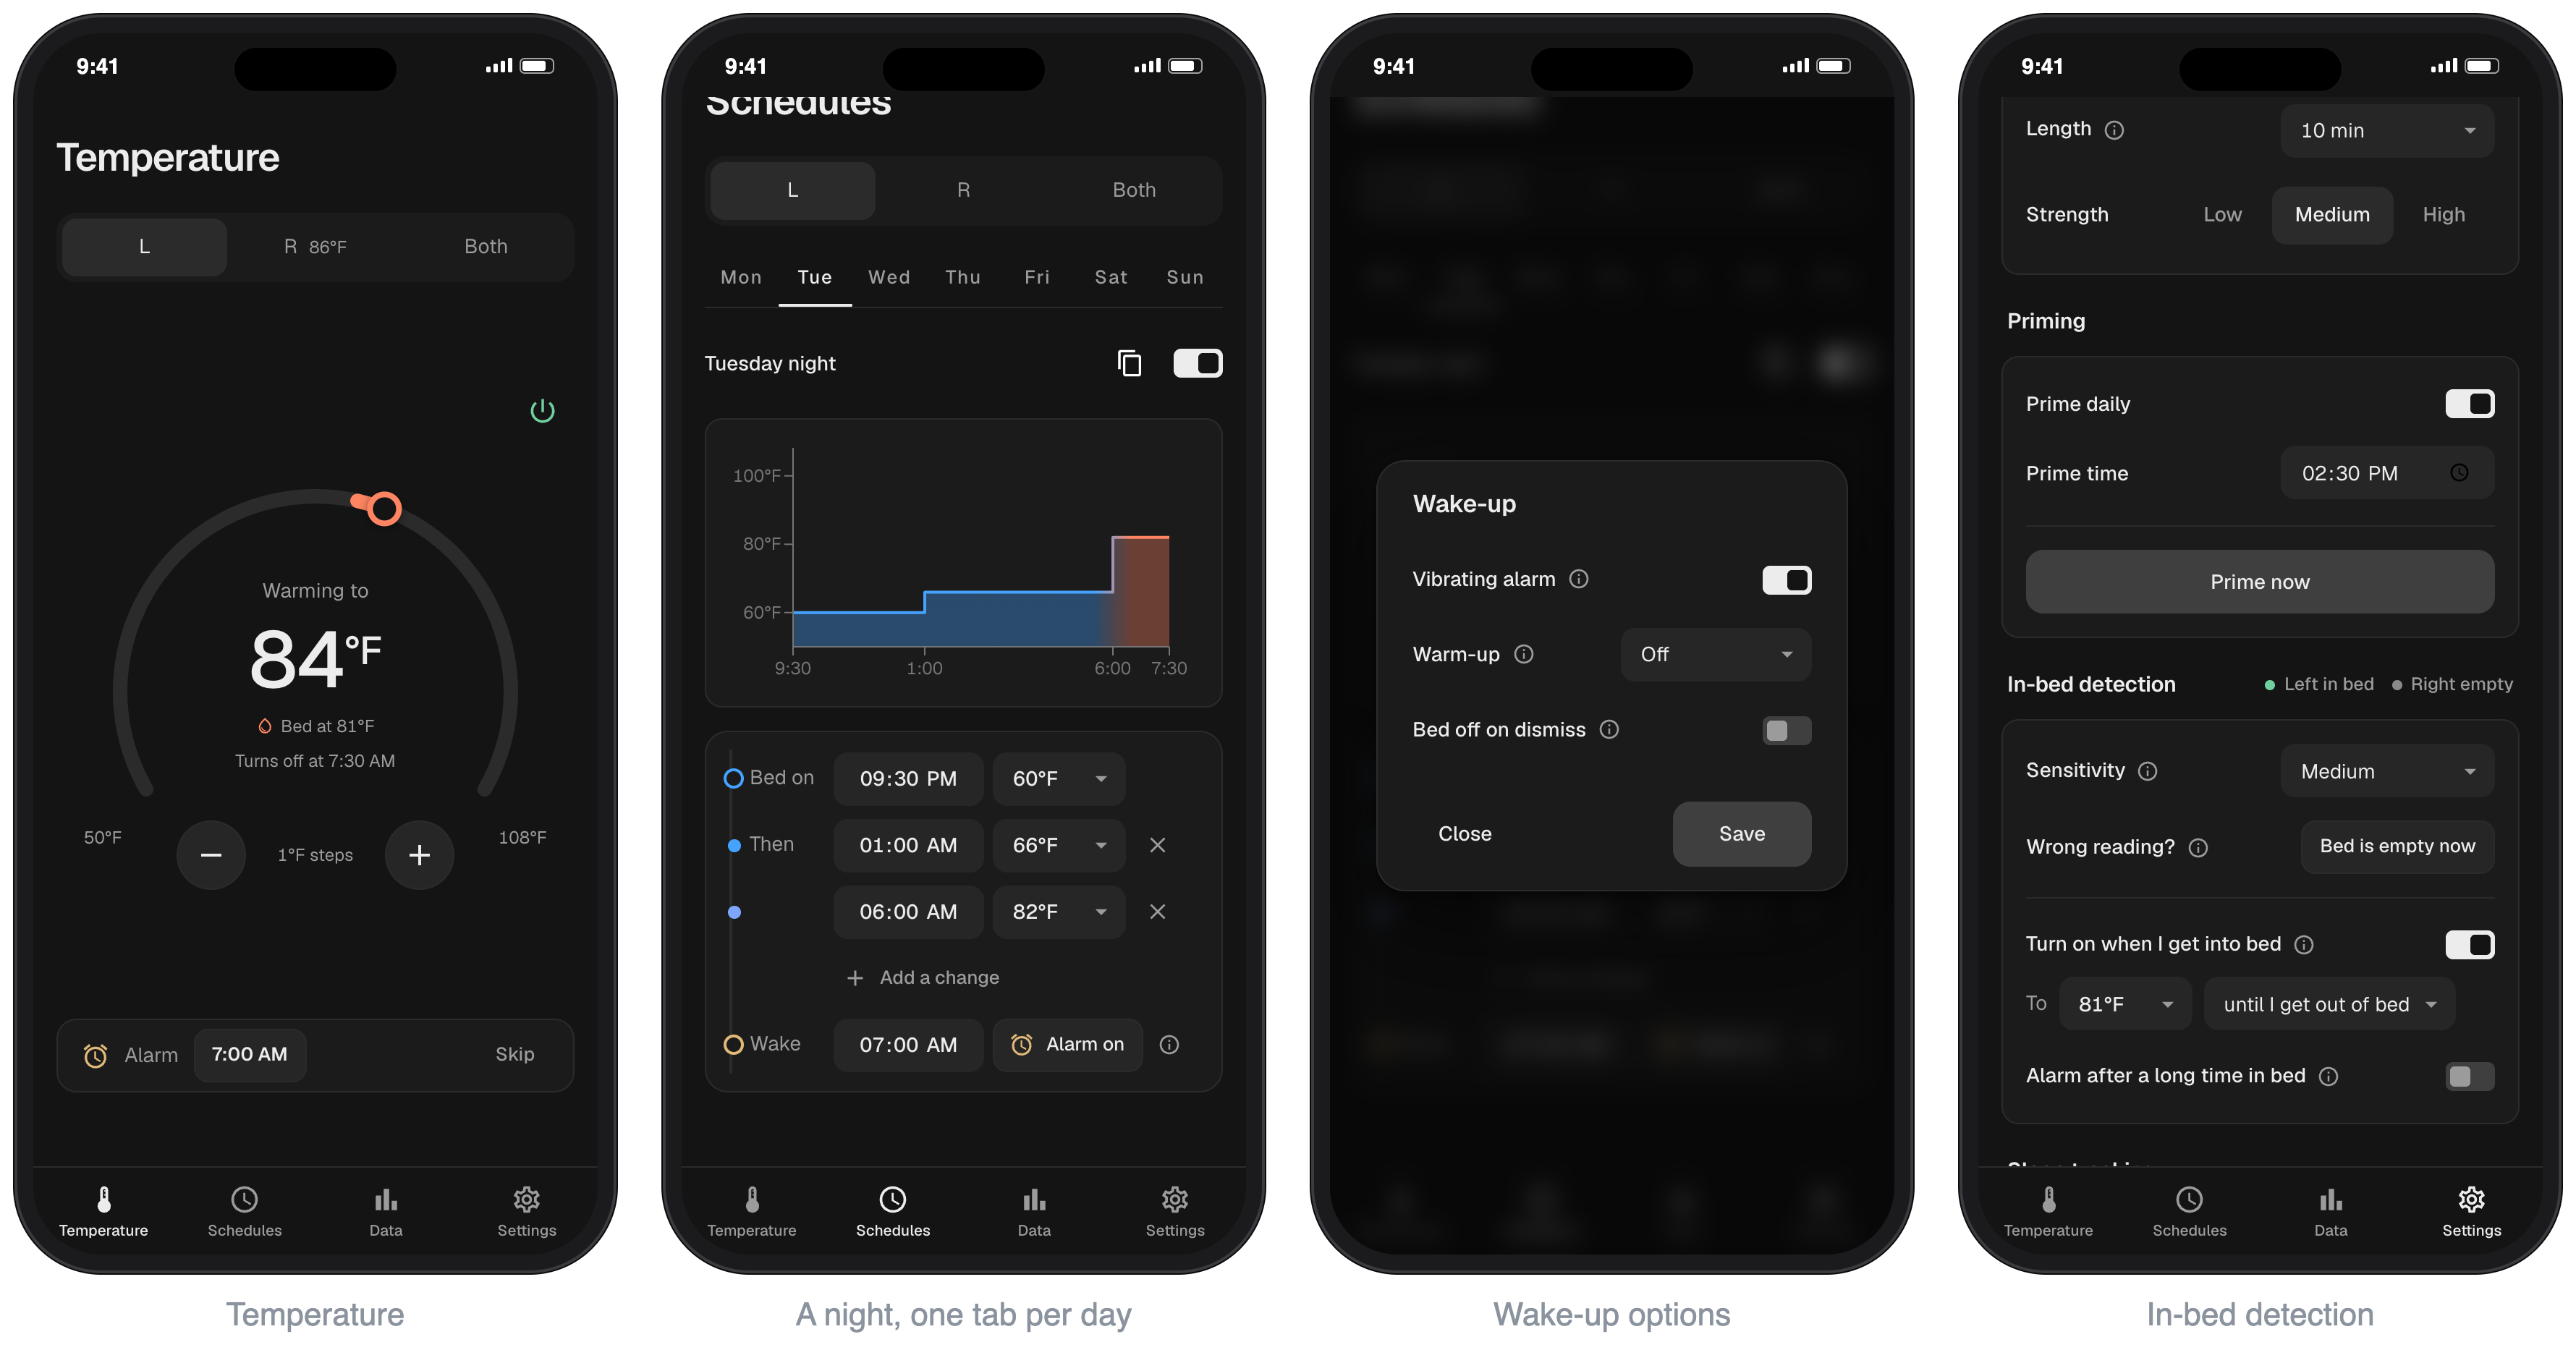 9:41
Temperature
L
R 86°F
Both
Warming to
84°F
Bed at 81°F
Turns off at 7:30 AM
50°F
1°F steps
108°F
Alarm
7:00 AM
Skip
Temperature
Schedules
Data
Settings
Temperature
9:41
Schedules
L
R
Both
Mon Tue Wed Thu Fri Sat Sun
Tuesday night
100°F
80°F
60°F
9:30 1:00 6:00 7:30
Bed on 09:30 PM 60°F
Then 01:00 AM 66°F
06:00 AM 82°F
Add a change
Wake 07:00 AM Alarm on
Temperature
Schedules
Data
Settings
A night, one tab per day
9:41
Wake-up
Vibrating alarm
Warm-up Off
Bed off on dismiss
Close Save
Wake-up options
9:41
Length 10 min
Strength Low Medium High
Priming
Prime daily
Prime time 02:30 PM
Prime now
In-bed detection Left in bed Right empty
Sensitivity Medium
Wrong reading? Bed is empty now
Turn on when I get into bed
To 81°F until I get out of bed
Alarm after a long time in bed
Temperature
Schedules
Data
Settings
In-bed detection